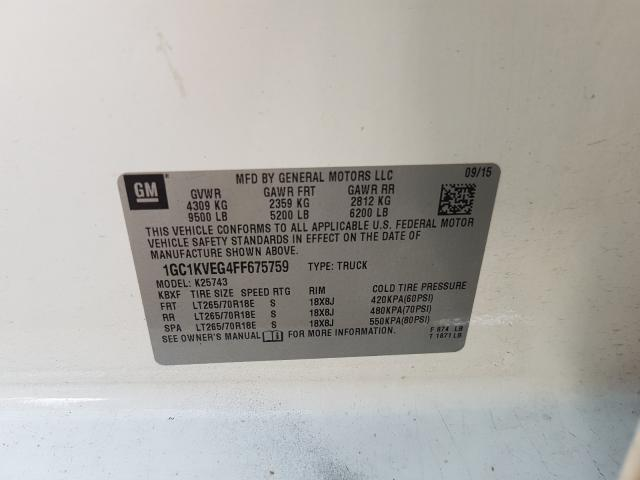 GM
MFD BY GENERAL MOTORS LLC 09/15
GVWR GAWR FRT GAWR RR
4309 KG 2359 KG 2812 KG
9500 LB 5200 LB 6200 LB
THIS VEHICLE CONFORMS TO ALL APPLICABLE U.S. FEDERAL MOTOR
VEHICLE SAFETY STANDARDS IN EFFECT ON THE DATE OF
MANUFACTURE SHOWN ABOVE.
1GC1KVEG4FF675759 TYPE: TRUCK
MODEL: K25743
KBXF TIRE SIZE SPEED RTG RIM COLD TIRE PRESSURE
FRT LT265/70R18E S 18X8J 420KPA(60PSI)
RR LT265/70R18E S 18X8J 480KPA(70PSI)
SPA LT265/70R18E S 18X8J 550KPA(80PSI)
SEE OWNER'S MANUAL FOR MORE INFORMATION.
F 874 LB
T 1671 LB